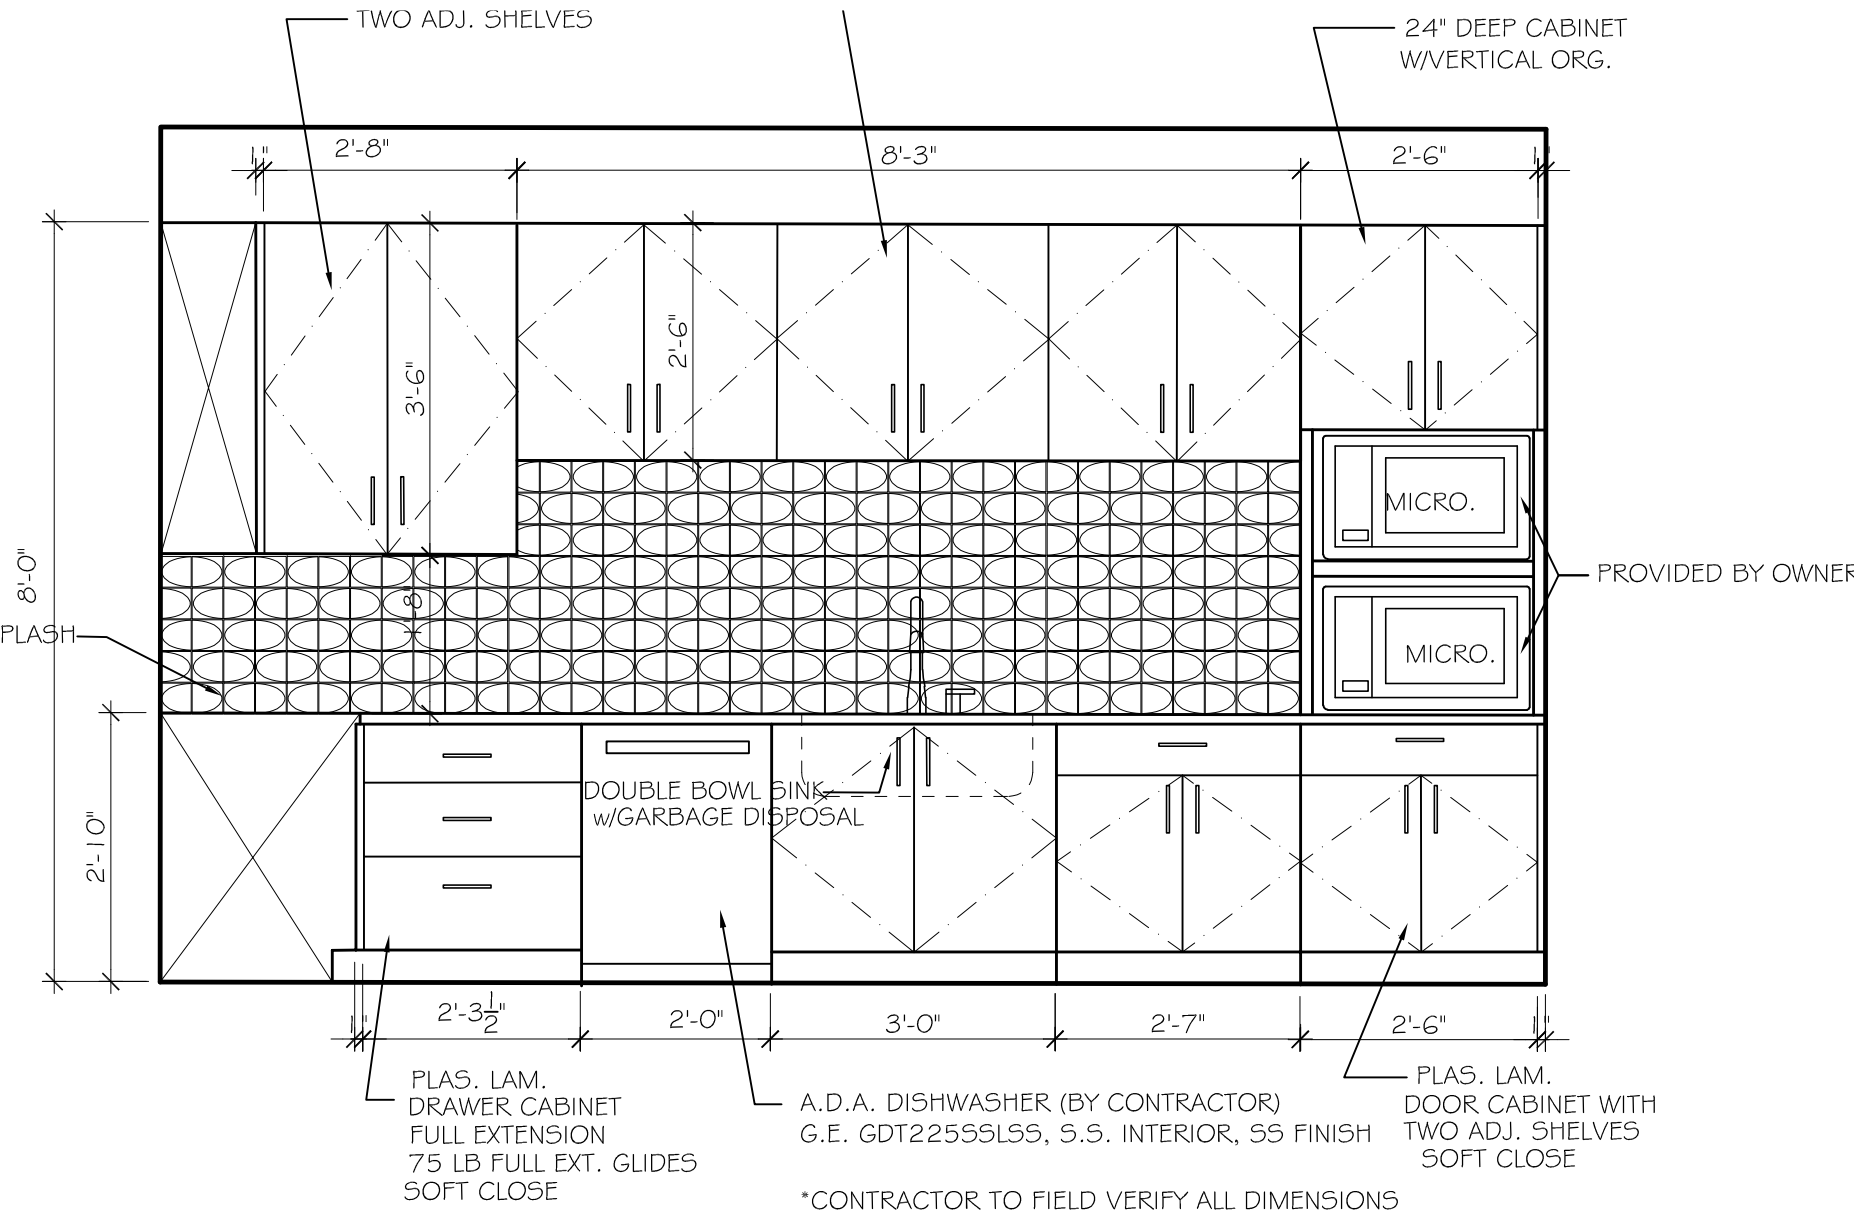 TWO ADJ. SHELVES
24" DEEP CABINET
W/VERTICAL ORG.
1"
2'-8"
8'-3"
2'-6"
1"
2'-6"
3'-6"
MICRO.
8'-0"
PROVIDED BY OWNER
1'-8"
PLASH
MICRO.
DOUBLE BOWL SINK
w/GARBAGE DISPOSAL
2'-10"
1"
2'-3 1/2"
2'-0"
3'-0"
2'-7"
2'-6"
1"
PLAS. LAM.
DRAWER CABINET
FULL EXTENSION
75 LB FULL EXT. GLIDES
SOFT CLOSE
A.D.A. DISHWASHER (BY CONTRACTOR)
G.E. GDT225SSLSS, S.S. INTERIOR, SS FINISH
PLAS. LAM.
DOOR CABINET WITH
TWO ADJ. SHELVES
SOFT CLOSE
*CONTRACTOR TO FIELD VERIFY ALL DIMENSIONS